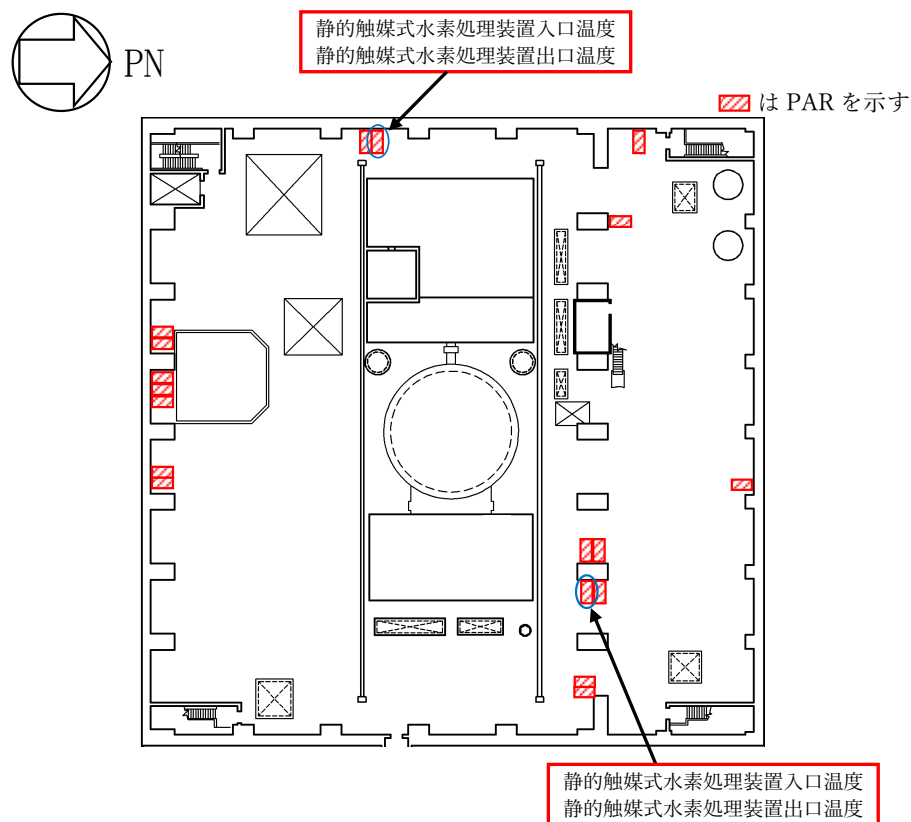 静的触媒式水素処理装置入口温度
静的触媒式水素処理装置出口温度
PN
は PAR を示す
静的触媒式水素処理装置入口温度
静的触媒式水素処理装置出口温度